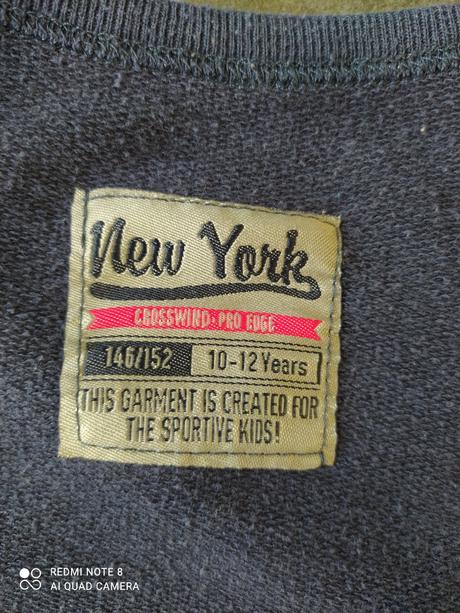 New York
CROSSWIND· PRO EDGE
146/152 10-12 Years
THIS GARMENT IS CREATED FOR
THE SPORTIVE KIDS!
REDMI NOTE 8
AI QUAD CAMERA